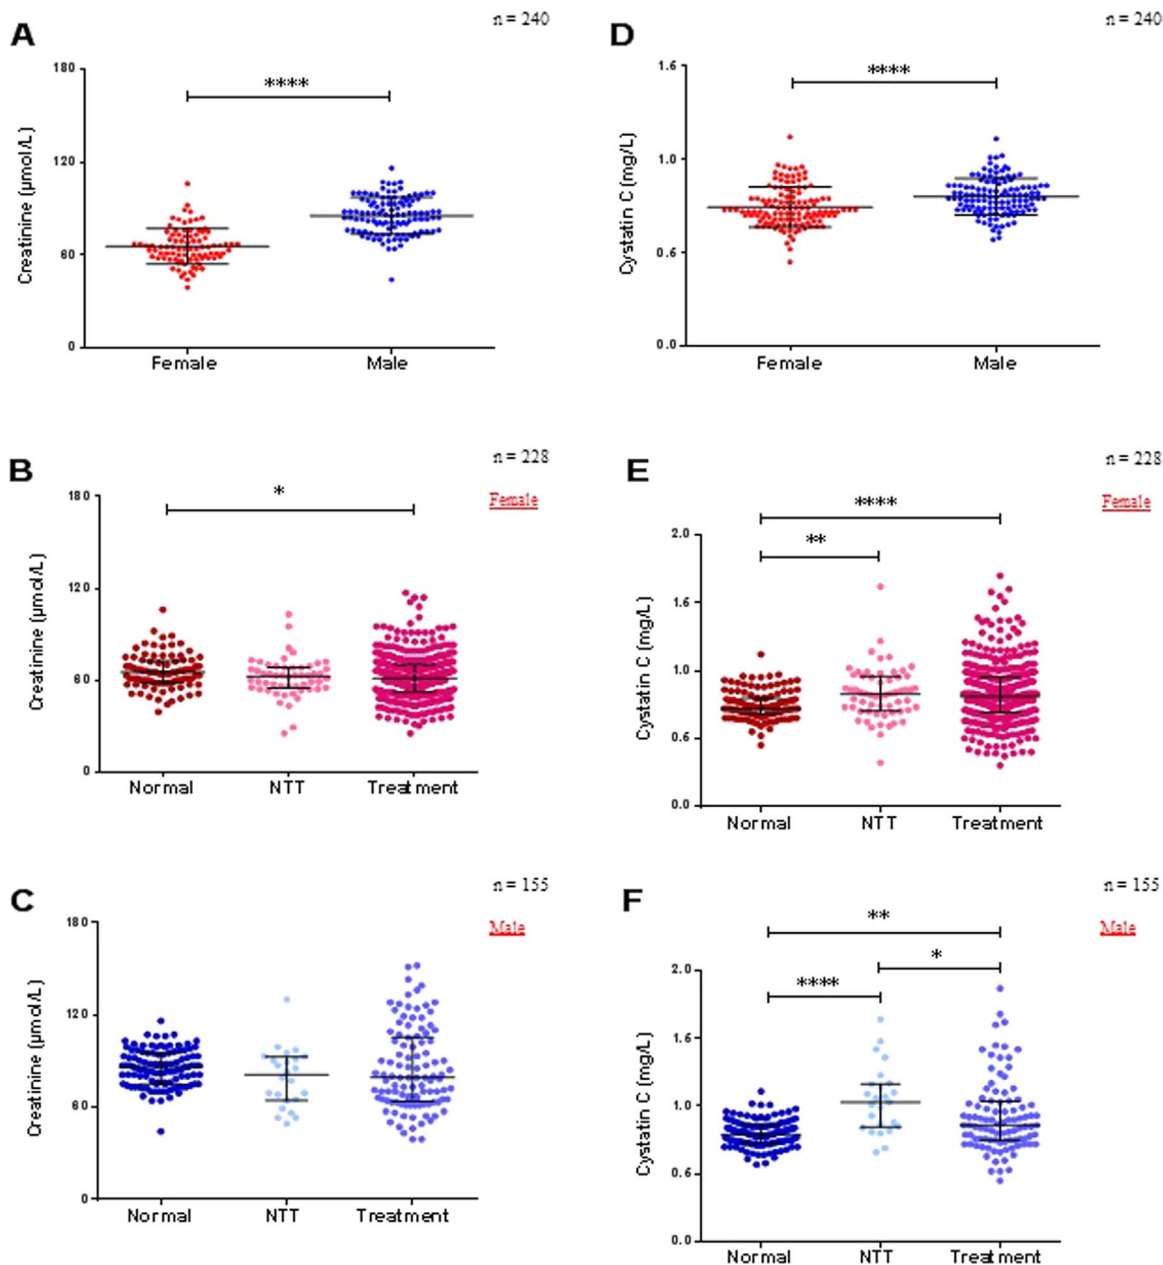 n = 240
A
180
120
60
0
Creatinine (µmol/L)
****
Female
Male
n = 240
D
1.6
1.0
0.6
0.0
Cystatin C (mg/L)
****
Female
Male
n = 228
B
Female
180
120
60
0
Creatinine (µmol/L)
*
Normal
NTT
Treatment
n = 228
E
Female
2.0
1.6
1.0
0.6
0.0
Cystatin C (mg/L)
****
**
Normal
NTT
Treatment
n = 155
C
Male
180
120
60
0
Creatinine (µmol/L)
Normal
NTT
Treatment
n = 155
F
Male
2.0
1.6
1.0
0.6
0.0
Cystatin C (mg/L)
**
*
****
Normal
NTT
Treatment